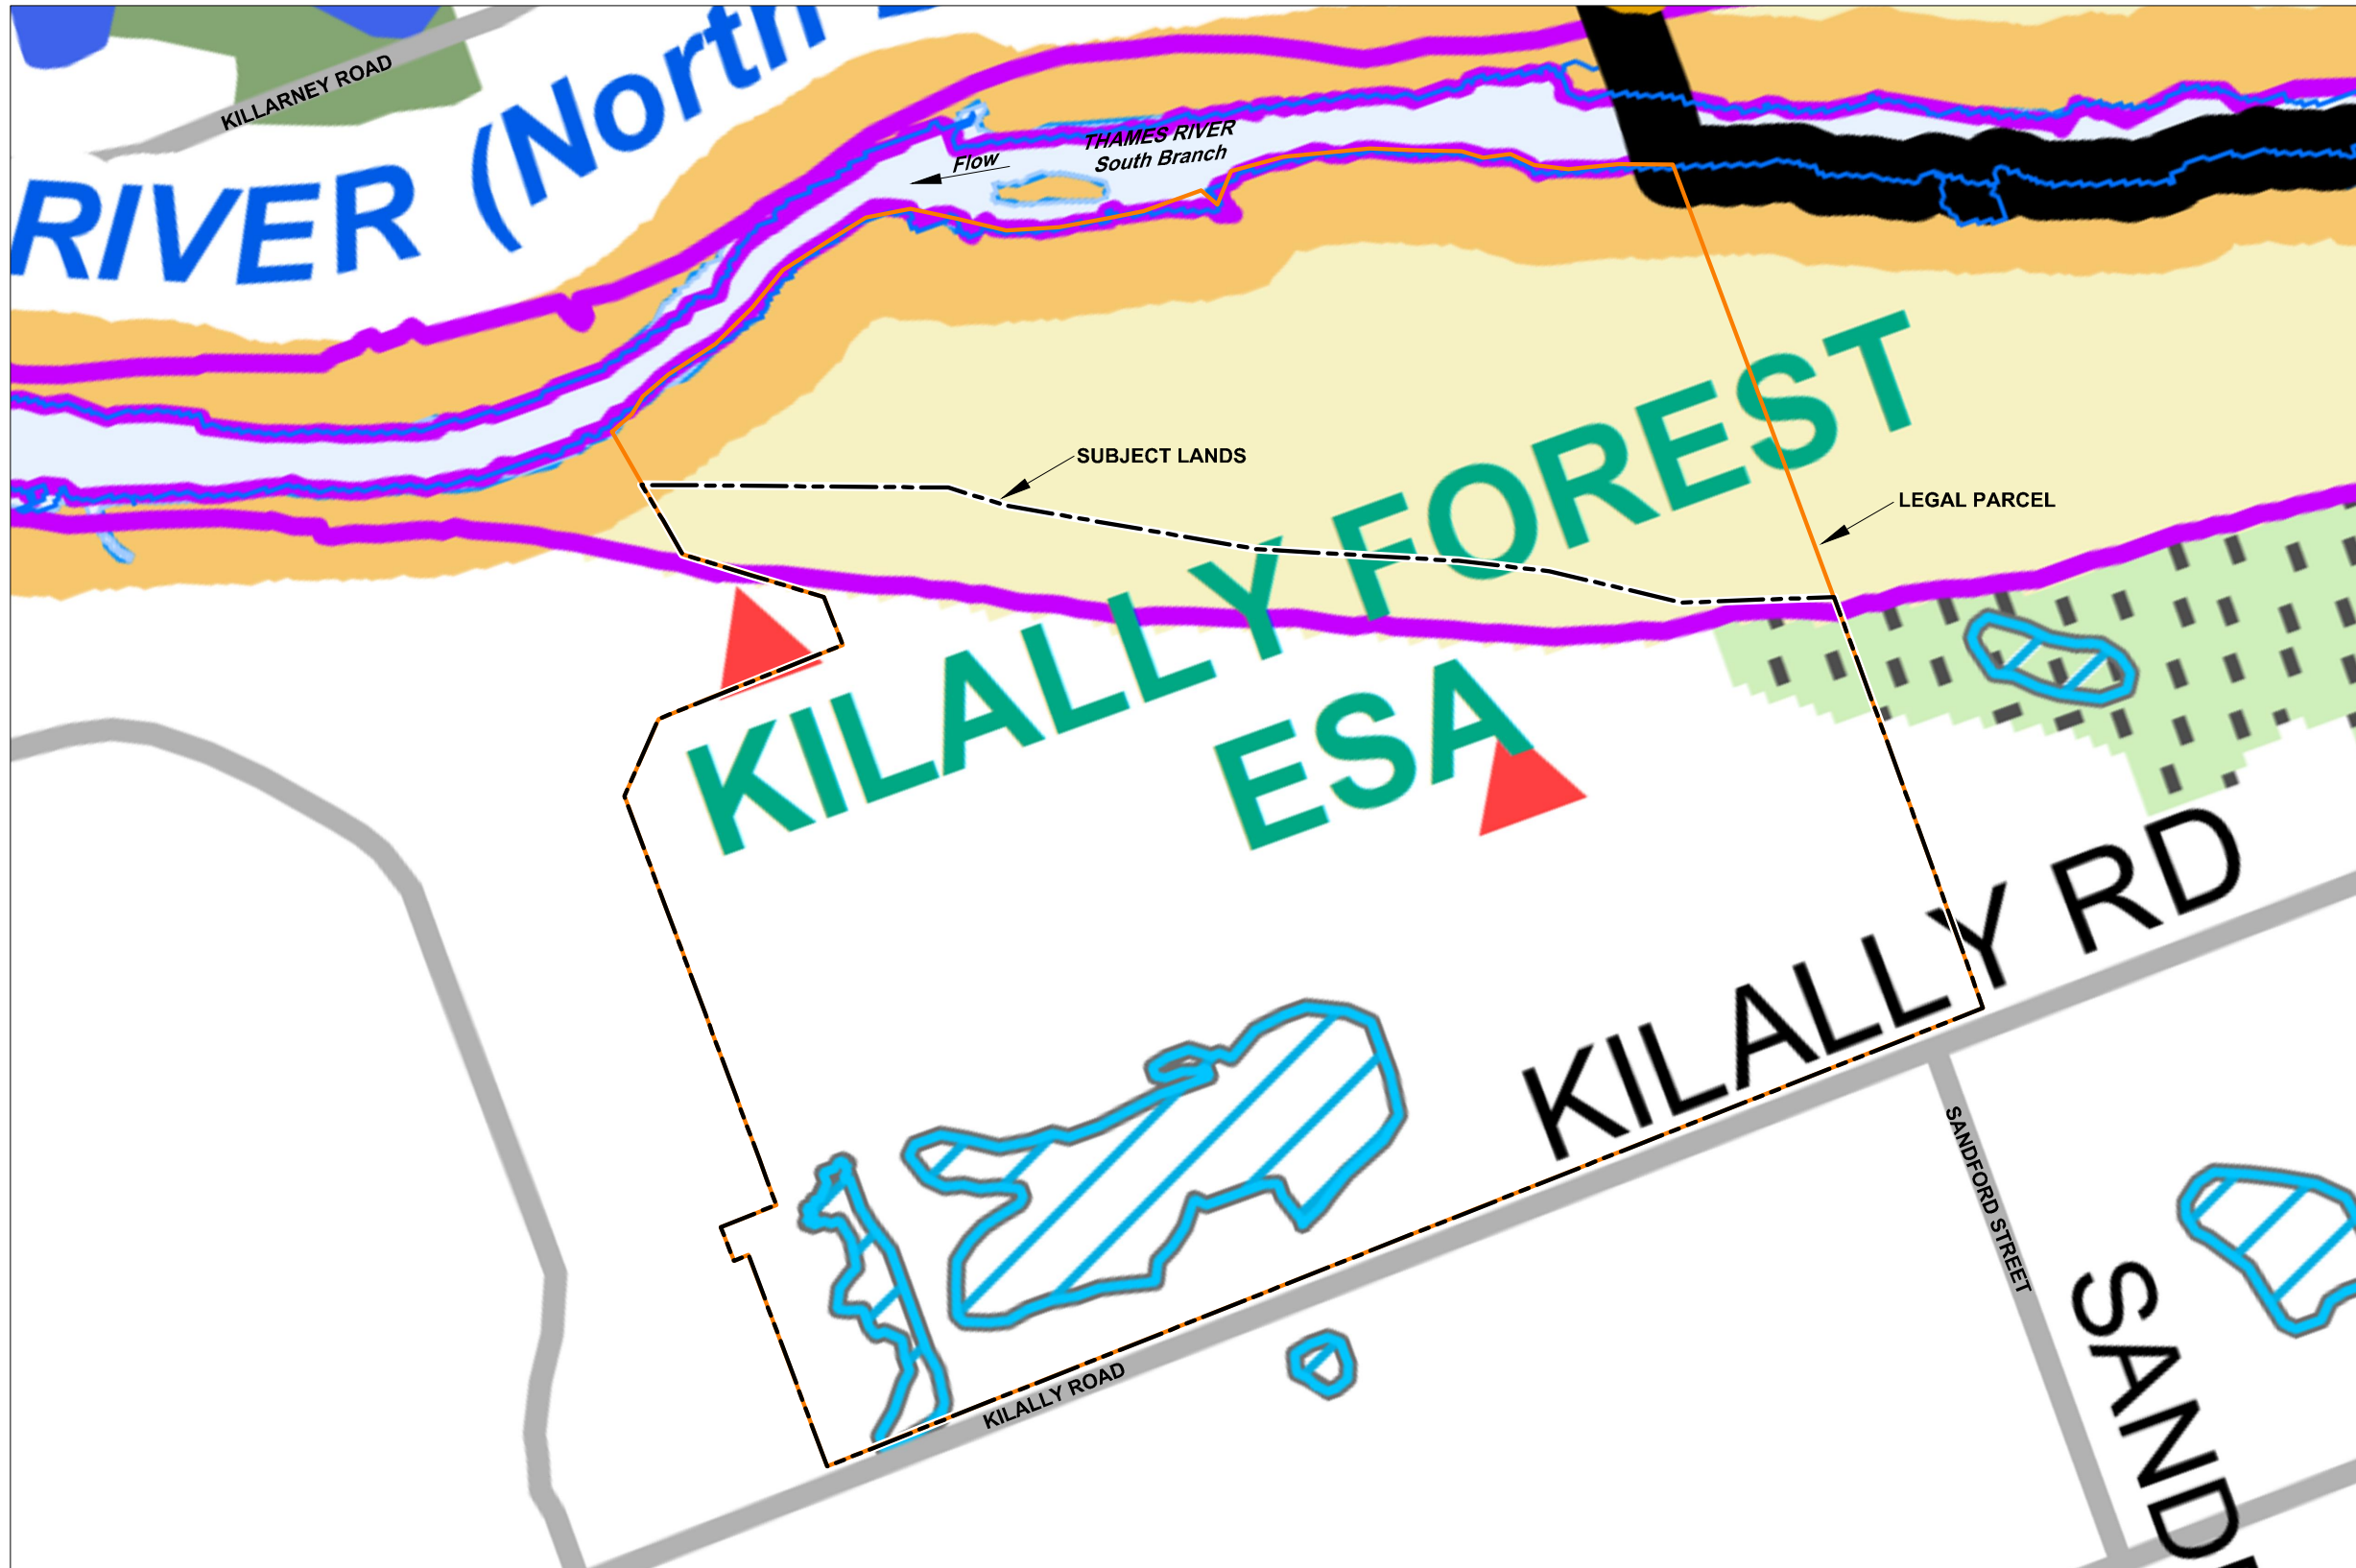 KILLARNEY ROAD
RIVER (North
THAMES RIVER
South Branch
Flow
SUBJECT LANDS
LEGAL PARCEL
KILALLY FOREST
ESA
KILALLY RD
KILALLY ROAD
SANDFORD STREET
SAND